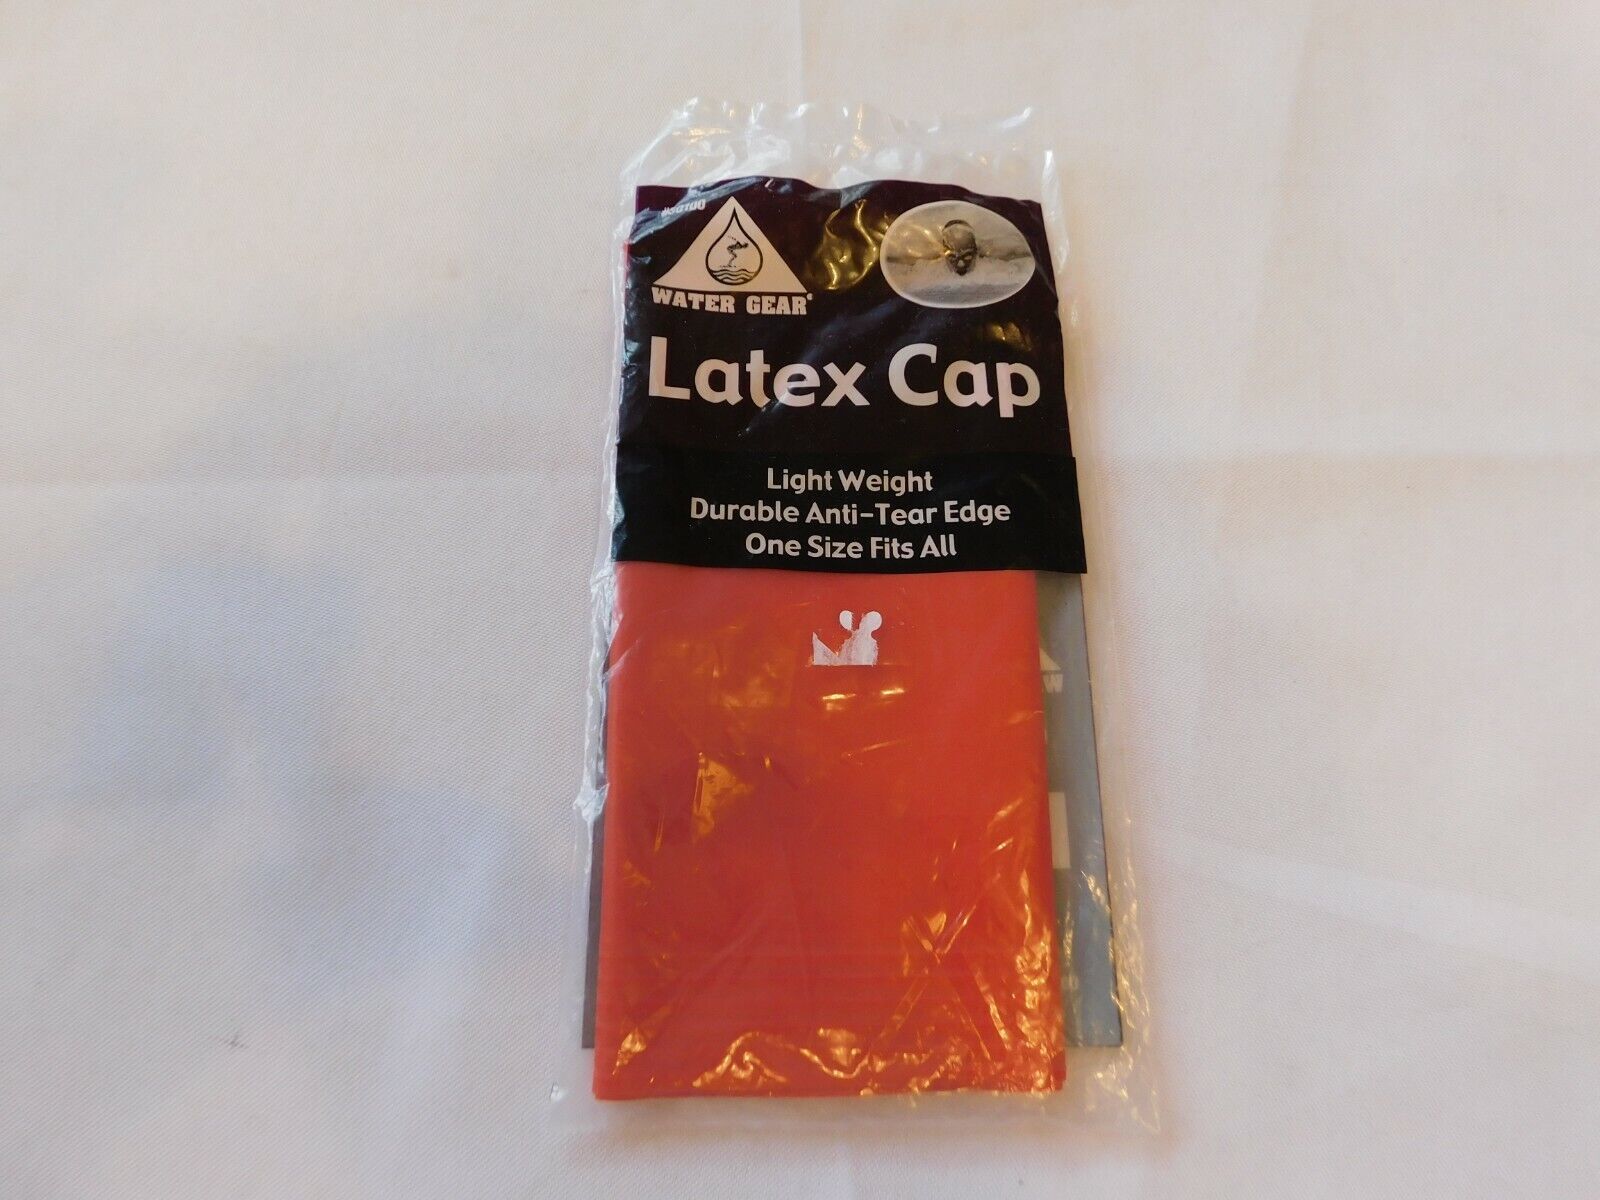 WATER GEAR
Latex Cap
Light Weight
Durable Anti-Tear Edge
One Size Fits All
W